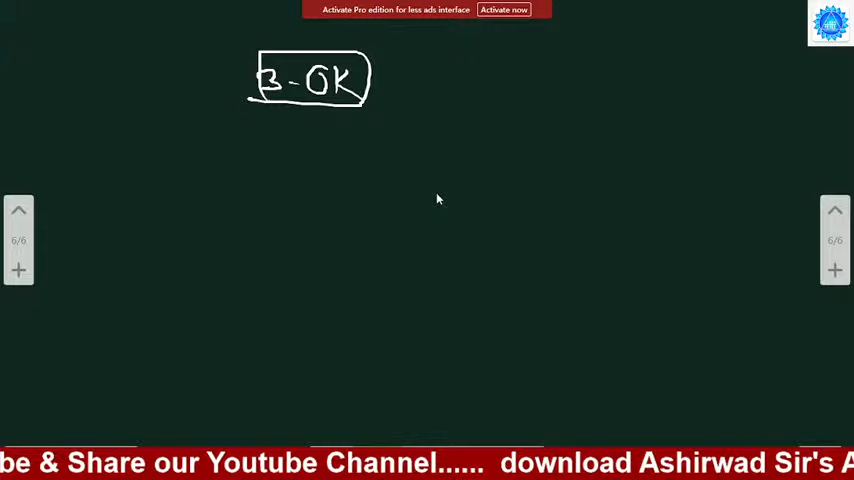 Activate Pro edition for less ads interface Activate now
3-OK
6/6
6/6
be & Share our Youtube Channel...... download Ashirwad Sir's A